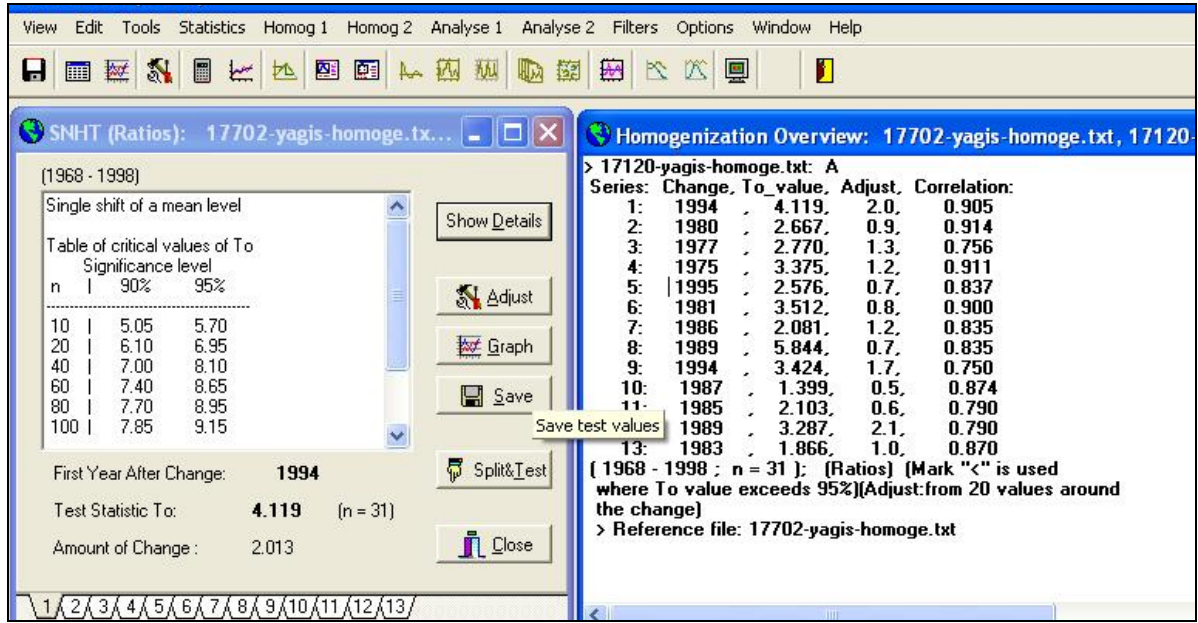 View Edit Tools Statistics Homog 1 Homog 2 Analyse 1 Analyse 2 Filters Options Window Help
SNHT (Ratios): 17702-yagis-homoge.tx...
(1968 - 1998)
Single shift of a mean level
Table of critical values of To
Significance level
n | 90% 95%
10 | 5.05 5.70
20 | 6.10 6.95
40 | 7.00 8.10
60 | 7.40 8.65
80 | 7.70 8.95
100 | 7.85 9.15
First Year After Change: 1994
Test Statistic To: 4.119 (n = 31)
Amount of Change : 2.013
Show Details
Adjust
Graph
Save
Save test values
Split&Test
Close
1 2 3 4 5 6 7 8 9 10 11 12 13
Homogenization Overview: 17702-yagis-homoge.txt, 17120-
> 17120-yagis-homoge.txt: A
Series: Change, To_value, Adjust, Correlation:
1: 1994 , 4.119, 2.0, 0.905
2: 1980 , 2.667, 0.9, 0.914
3: 1977 , 2.770, 1.3, 0.756
4: 1975 , 3.375, 1.2, 0.911
5: 1995 , 2.576, 0.7, 0.837
6: 1981 , 3.512, 0.8, 0.900
7: 1986 , 2.081, 1.2, 0.835
8: 1989 , 5.844, 0.7, 0.835
9: 1994 , 3.424, 1.7, 0.750
10: 1987 , 1.399, 0.5, 0.874
11: 1985 , 2.103, 0.6, 0.790
1989 , 3.287, 2.1, 0.790
13: 1983 , 1.866, 1.0, 0.870
( 1968 - 1998 ; n = 31 ); (Ratios) (Mark "<" is used
where To value exceeds 95%)(Adjust:from 20 values around
the change)
> Reference file: 17702-yagis-homoge.txt